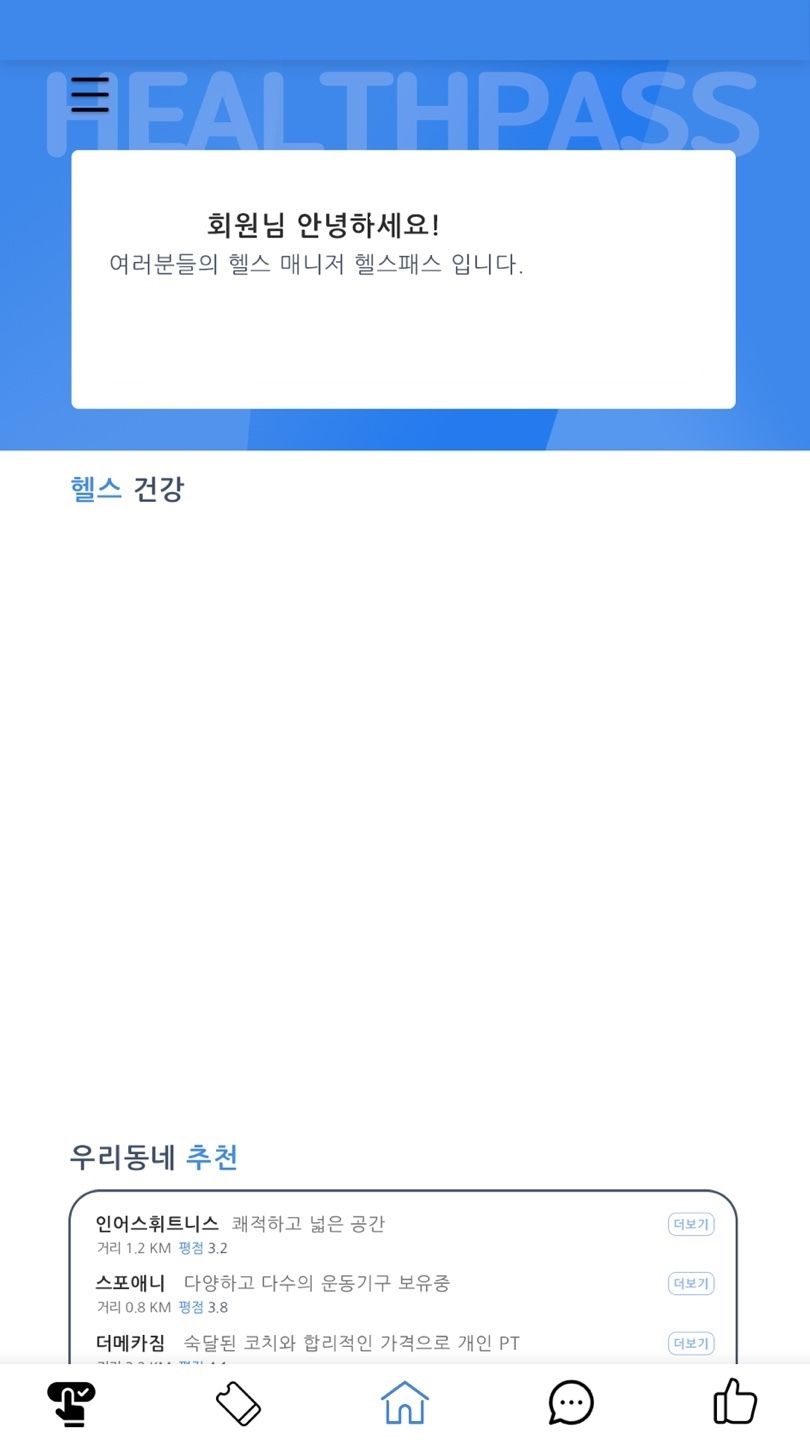 HEALTHPASS
회원님 안녕하세요!
여러분들의 헬스 매니저 헬스패스 입니다.
헬스 건강
우리동네 추천
인어스휘트니스 쾌적하고 넓은 공간 더보기
거리 1.2 KM 평점 3.2
스포애니 다양하고 다수의 운동기구 보유중 더보기
거리 0.8 KM 평점 3.8
더메카짐 숙달된 코치와 합리적인 가격으로 개인 PT 더보기